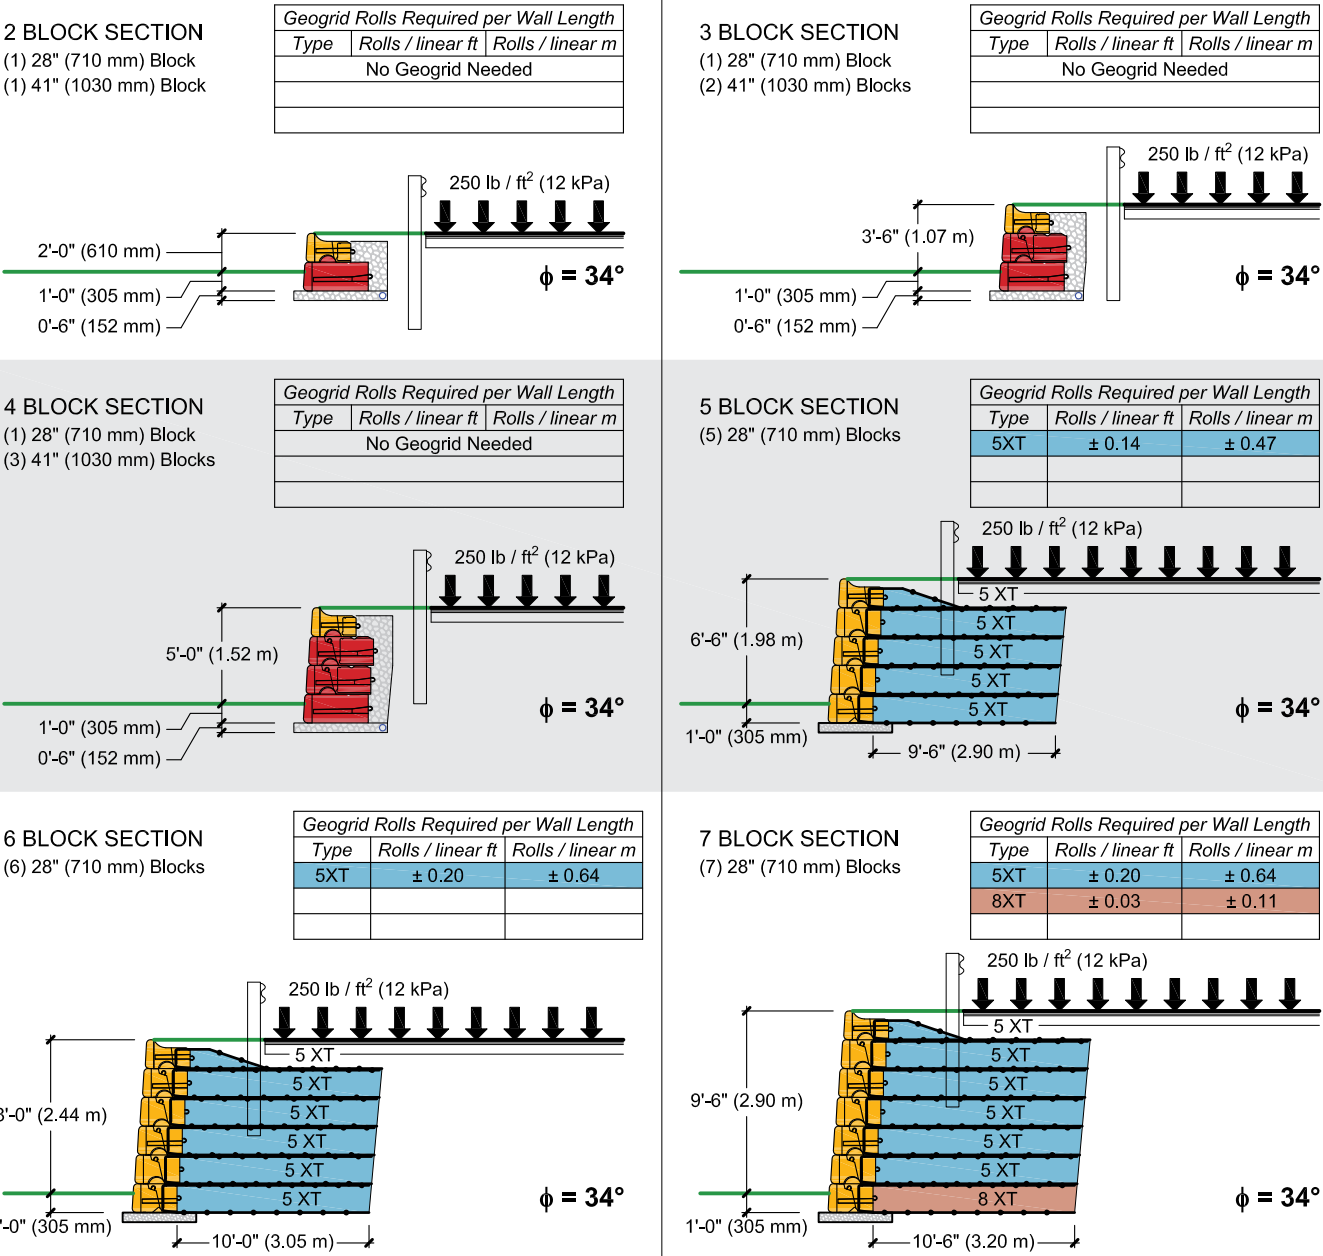 2 BLOCK SECTION
(1) 28" (710 mm) Block
(1) 41" (1030 mm) Block
Geogrid Rolls Required per Wall Length
Type Rolls / linear ft Rolls / linear m
No Geogrid Needed
250 lb / ft² (12 kPa)
2'-0" (610 mm)
1'-0" (305 mm)
0'-6" (152 mm)
ϕ = 34°
3 BLOCK SECTION
(1) 28" (710 mm) Block
(2) 41" (1030 mm) Blocks
Geogrid Rolls Required per Wall Length
Type Rolls / linear ft Rolls / linear m
No Geogrid Needed
250 lb / ft² (12 kPa)
3'-6" (1.07 m)
1'-0" (305 mm)
0'-6" (152 mm)
ϕ = 34°
4 BLOCK SECTION
(1) 28" (710 mm) Block
(3) 41" (1030 mm) Blocks
Geogrid Rolls Required per Wall Length
Type Rolls / linear ft Rolls / linear m
No Geogrid Needed
250 lb / ft² (12 kPa)
5'-0" (1.52 m)
1'-0" (305 mm)
0'-6" (152 mm)
ϕ = 34°
5 BLOCK SECTION
(5) 28" (710 mm) Blocks
Geogrid Rolls Required per Wall Length
Type Rolls / linear ft Rolls / linear m
5XT ± 0.14 ± 0.47
250 lb / ft² (12 kPa)
5 XT
5 XT
6'-6" (1.98 m)
5 XT
5 XT
5 XT
1'-0" (305 mm)
9'-6" (2.90 m)
ϕ = 34°
6 BLOCK SECTION
(6) 28" (710 mm) Blocks
Geogrid Rolls Required per Wall Length
Type Rolls / linear ft Rolls / linear m
5XT ± 0.20 ± 0.64
250 lb / ft² (12 kPa)
5 XT
5 XT
'-0" (2.44 m)
5 XT
5 XT
5 XT
5 XT
'-0" (305 mm)
10'-0" (3.05 m)
ϕ = 34°
7 BLOCK SECTION
(7) 28" (710 mm) Blocks
Geogrid Rolls Required per Wall Length
Type Rolls / linear ft Rolls / linear m
5XT ± 0.20 ± 0.64
8XT ± 0.03 ± 0.11
250 lb / ft² (12 kPa)
5 XT
5 XT
5 XT
9'-6" (2.90 m)
5 XT
5 XT
5 XT
8 XT
1'-0" (305 mm)
10'-6" (3.20 m)
ϕ = 34°